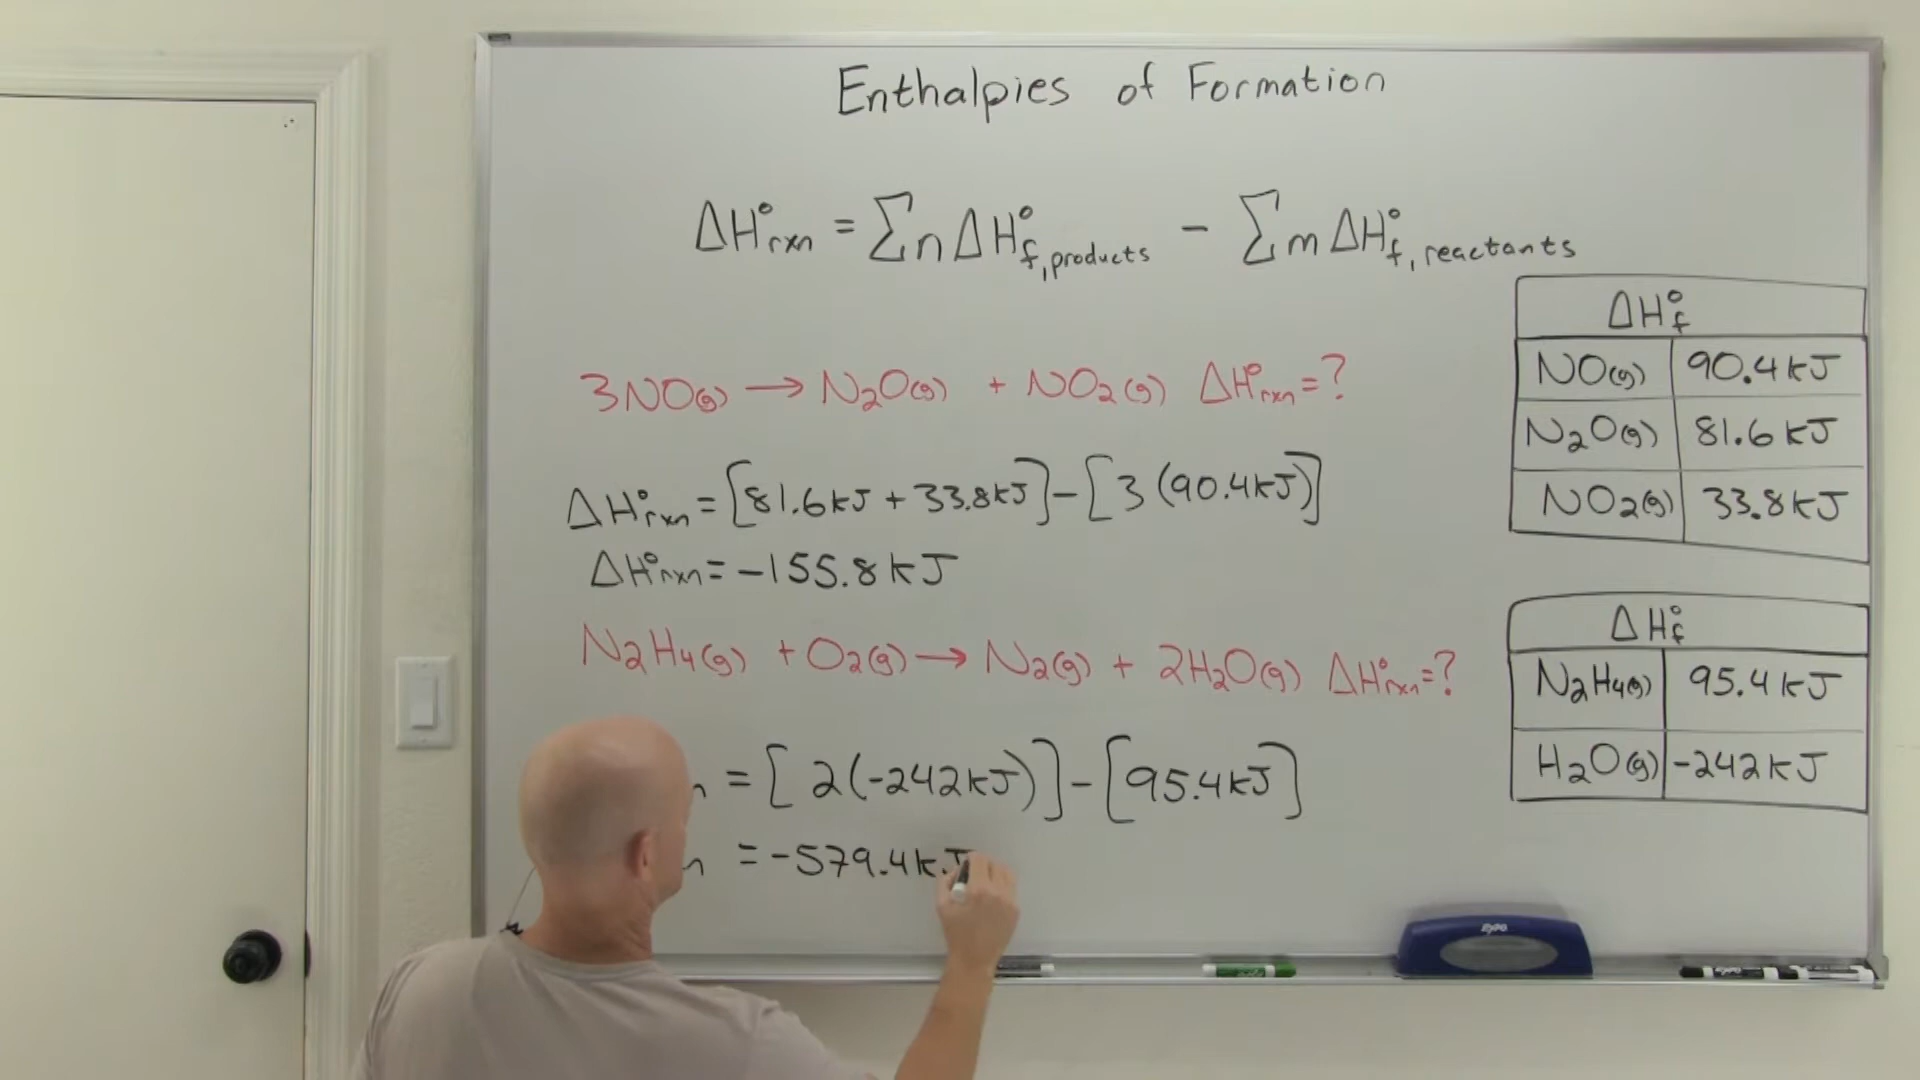 Enthalpies of Formation
ΔH°rxn = ΣnΔH°f,products - ΣmΔH°f,reactants
3NO(g) → N2O(g) + NO2(g) ΔH°rxn=?
ΔH°rxn = [81.6kJ + 33.8kJ] - [3(90.4kJ)]
ΔH°rxn = -155.8kJ
N2H4(g) + O2(g) → N2(g) + 2H2O(g) ΔH°rxn=?
n = [2(-242kJ)] - [95.4kJ]
n = -579.4kJ
ΔH°f
NO(g) 90.4kJ
N2O(g) 81.6kJ
NO2(g) 33.8kJ
ΔH°f
N2H4(g) 95.4kJ
H2O(g) -242kJ
EXPO